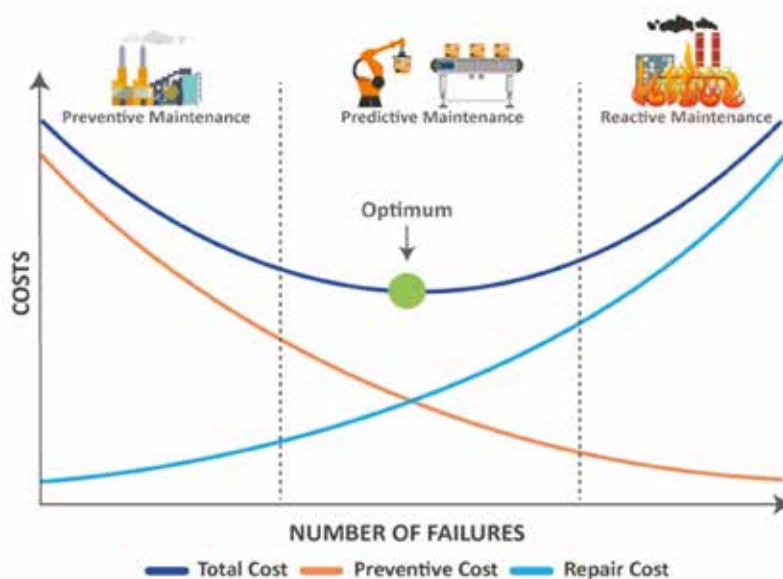 Preventive Maintenance
Predictive Maintenance
Reactive Maintenance
Optimum
COSTS
NUMBER OF FAILURES
Total Cost
Preventive Cost
Repair Cost